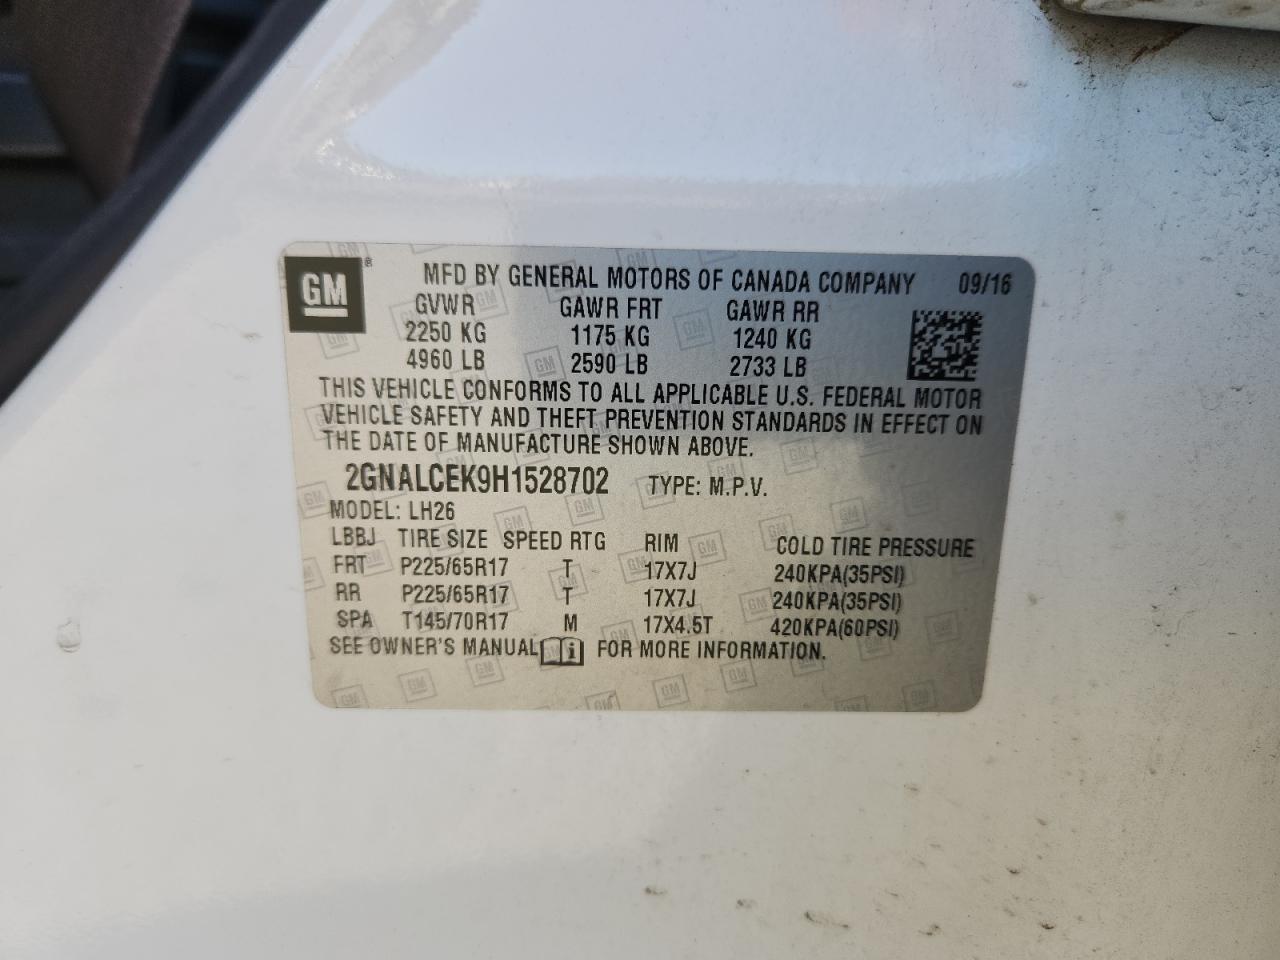 GM ®
MFD BY GENERAL MOTORS OF CANADA COMPANY 09/16
GVWR GAWR FRT GAWR RR
2250 KG 1175 KG 1240 KG
4960 LB 2590 LB 2733 LB
THIS VEHICLE CONFORMS TO ALL APPLICABLE U.S. FEDERAL MOTOR
VEHICLE SAFETY AND THEFT PREVENTION STANDARDS IN EFFECT ON
THE DATE OF MANUFACTURE SHOWN ABOVE.
2GNALCEK9H1528702 TYPE: M.P.V.
MODEL: LH26
LBBJ TIRE SIZE SPEED RTG RIM COLD TIRE PRESSURE
FRT P225/65R17 T 17X7J 240KPA(35PSI)
RR P225/65R17 T 17X7J 240KPA(35PSI)
SPA T145/70R17 M 17X4.5T 420KPA(60PSI)
SEE OWNER'S MANUAL i FOR MORE INFORMATION.